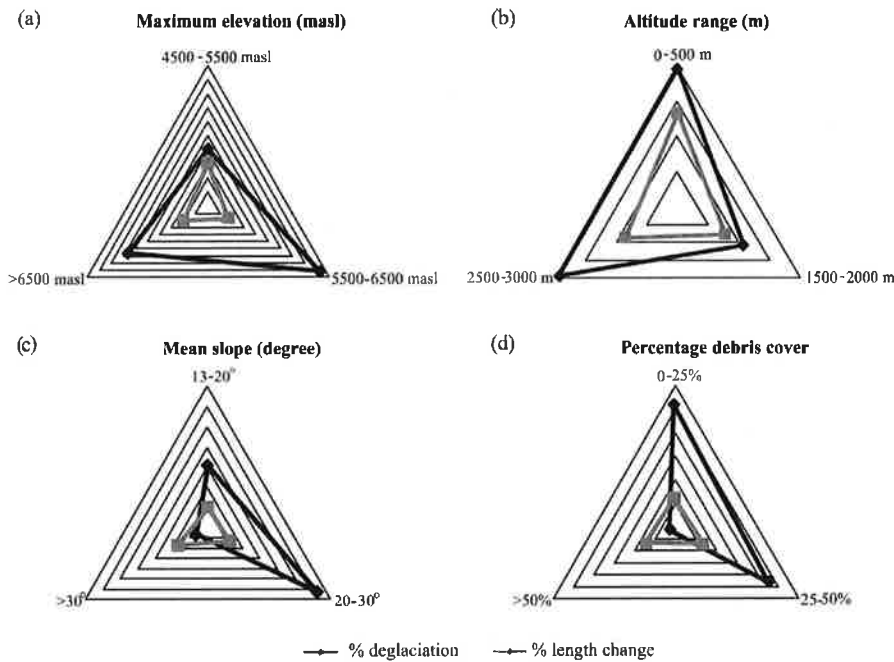 (a)
Maximum elevation (masl)
4500-5500 masl
>6500 masl
5500-6500 masl
(b)
Altitude range (m)
0-500 m
2500-3000 m
1500-2000 m
(c)
Mean slope (degree)
13-20°
>30°
20-30°
(d)
Percentage debris cover
0-25%
>50%
25-50%
% deglaciation % length change